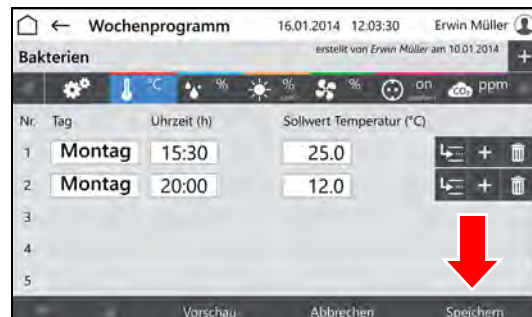 Wochenprogramm 16.01.2014 12:03:30 Erwin Müller
Bakterien erstellt von Erwin Müller am 10.01.2014 +
°C % % % on ppm
Nr. Tag Uhrzeit (h) Sollwert Temperatur (°C)
1 Montag 15:30 25.0 +
2 Montag 20:00 12.0 +
3
4
5
Vorschau Abbrechen Speichern